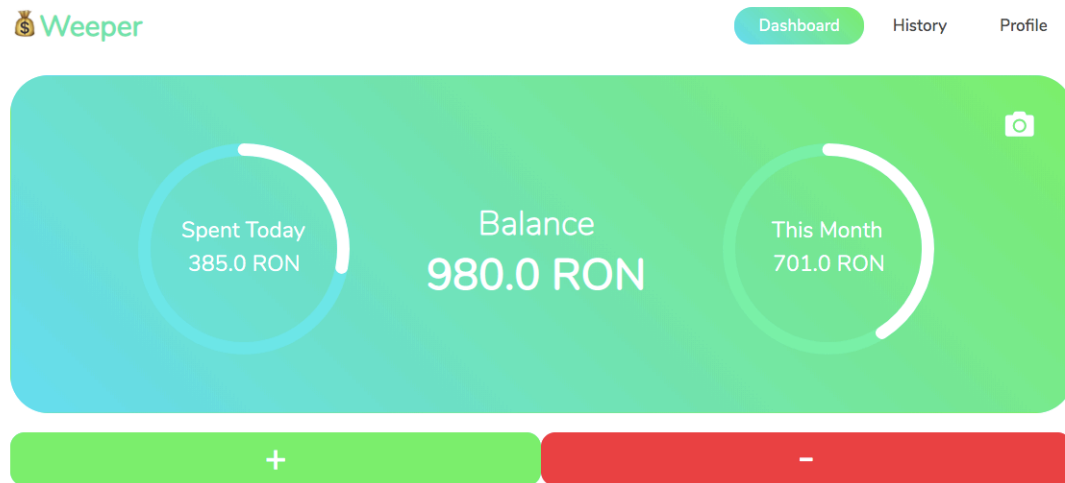 Weeper
Dashboard History Profile
Spent Today
385.0 RON
Balance
980.0 RON
This Month
701.0 RON
+ -